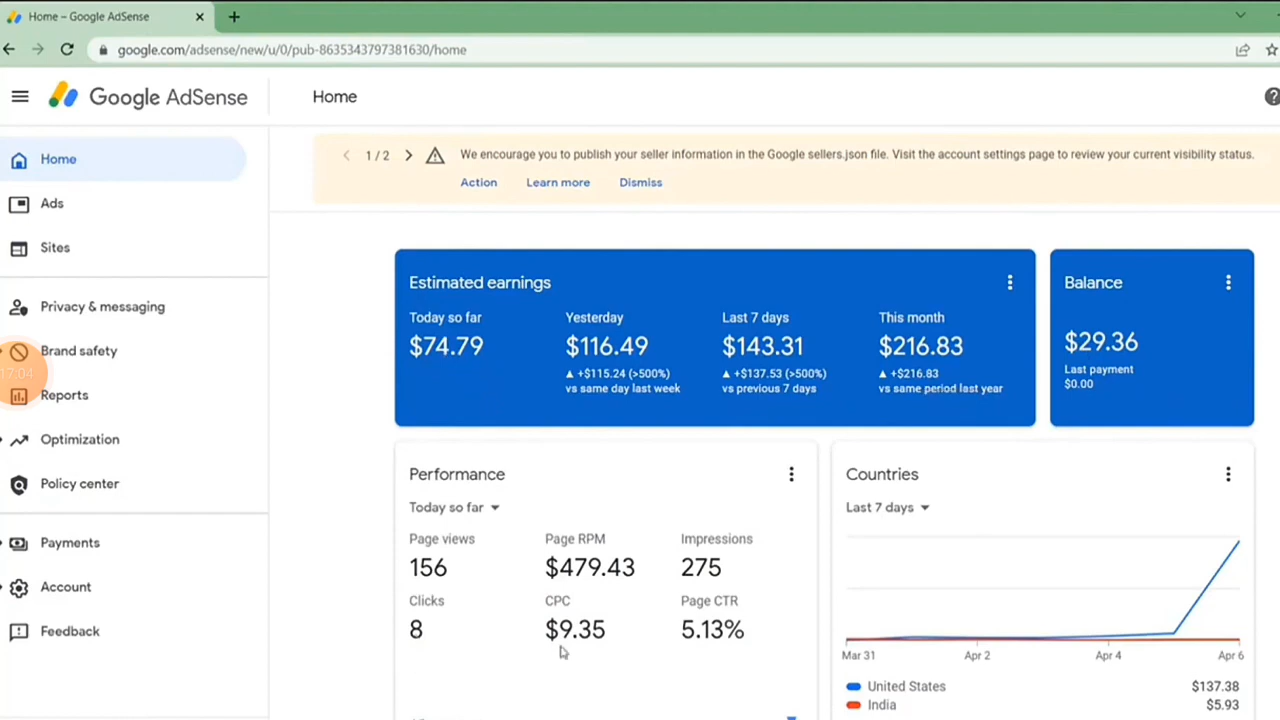 Home – Google AdSense
google.com/adsense/new/u/0/pub-8635343797381630/home
Google AdSense
Home
Home
Ads
Sites
Privacy & messaging
Brand safety
17:04
Reports
Optimization
Policy center
Payments
Account
Feedback
1 / 2
We encourage you to publish your seller information in the Google sellers.json file. Visit the account settings page to review your current visibility status.
Action Learn more Dismiss
Estimated earnings
Today so far Yesterday Last 7 days This month
$74.79 $116.49 $143.31 $216.83
+$115.24 (>500%) +$137.53 (>500%) +$216.83
vs same day last week vs previous 7 days vs same period last year
Balance
$29.36
Last payment
$0.00
Performance
Today so far
Page views Page RPM Impressions
156 $479.43 275
Clicks CPC Page CTR
8 $9.35 5.13%
Countries
Last 7 days
Mar 31 Apr 2 Apr 4 Apr 6
United States $137.38
India $5.93